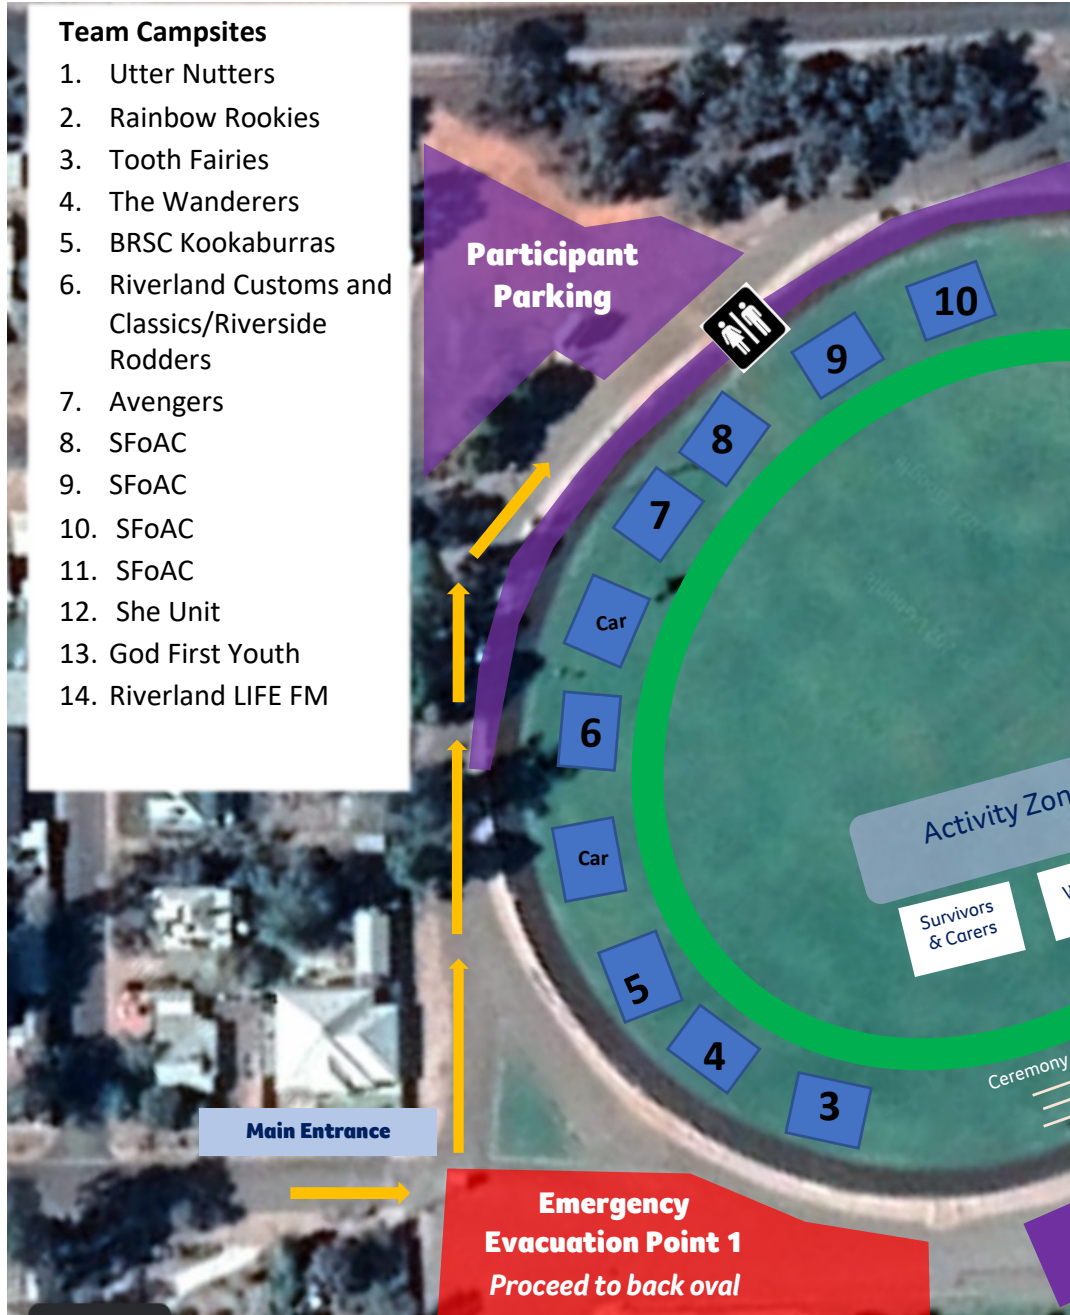 Team Campsites
1. Utter Nutters
2. Rainbow Rookies
3. Tooth Fairies
4. The Wanderers
5. BRSC Kookaburras
6. Riverland Customs and
Classics/Riverside
Rodders
7. Avengers
8. SFoAC
9. SFoAC
10. SFoAC
11. SFoAC
12. She Unit
13. God First Youth
14. Riverland LIFE FM
Participant
Parking
10
9
8
7
Car
6
Car
5
4
3
Activity Zon
Survivors
& Carers
Ceremony
Main Entrance
Emergency
Evacuation Point 1
Proceed to back oval